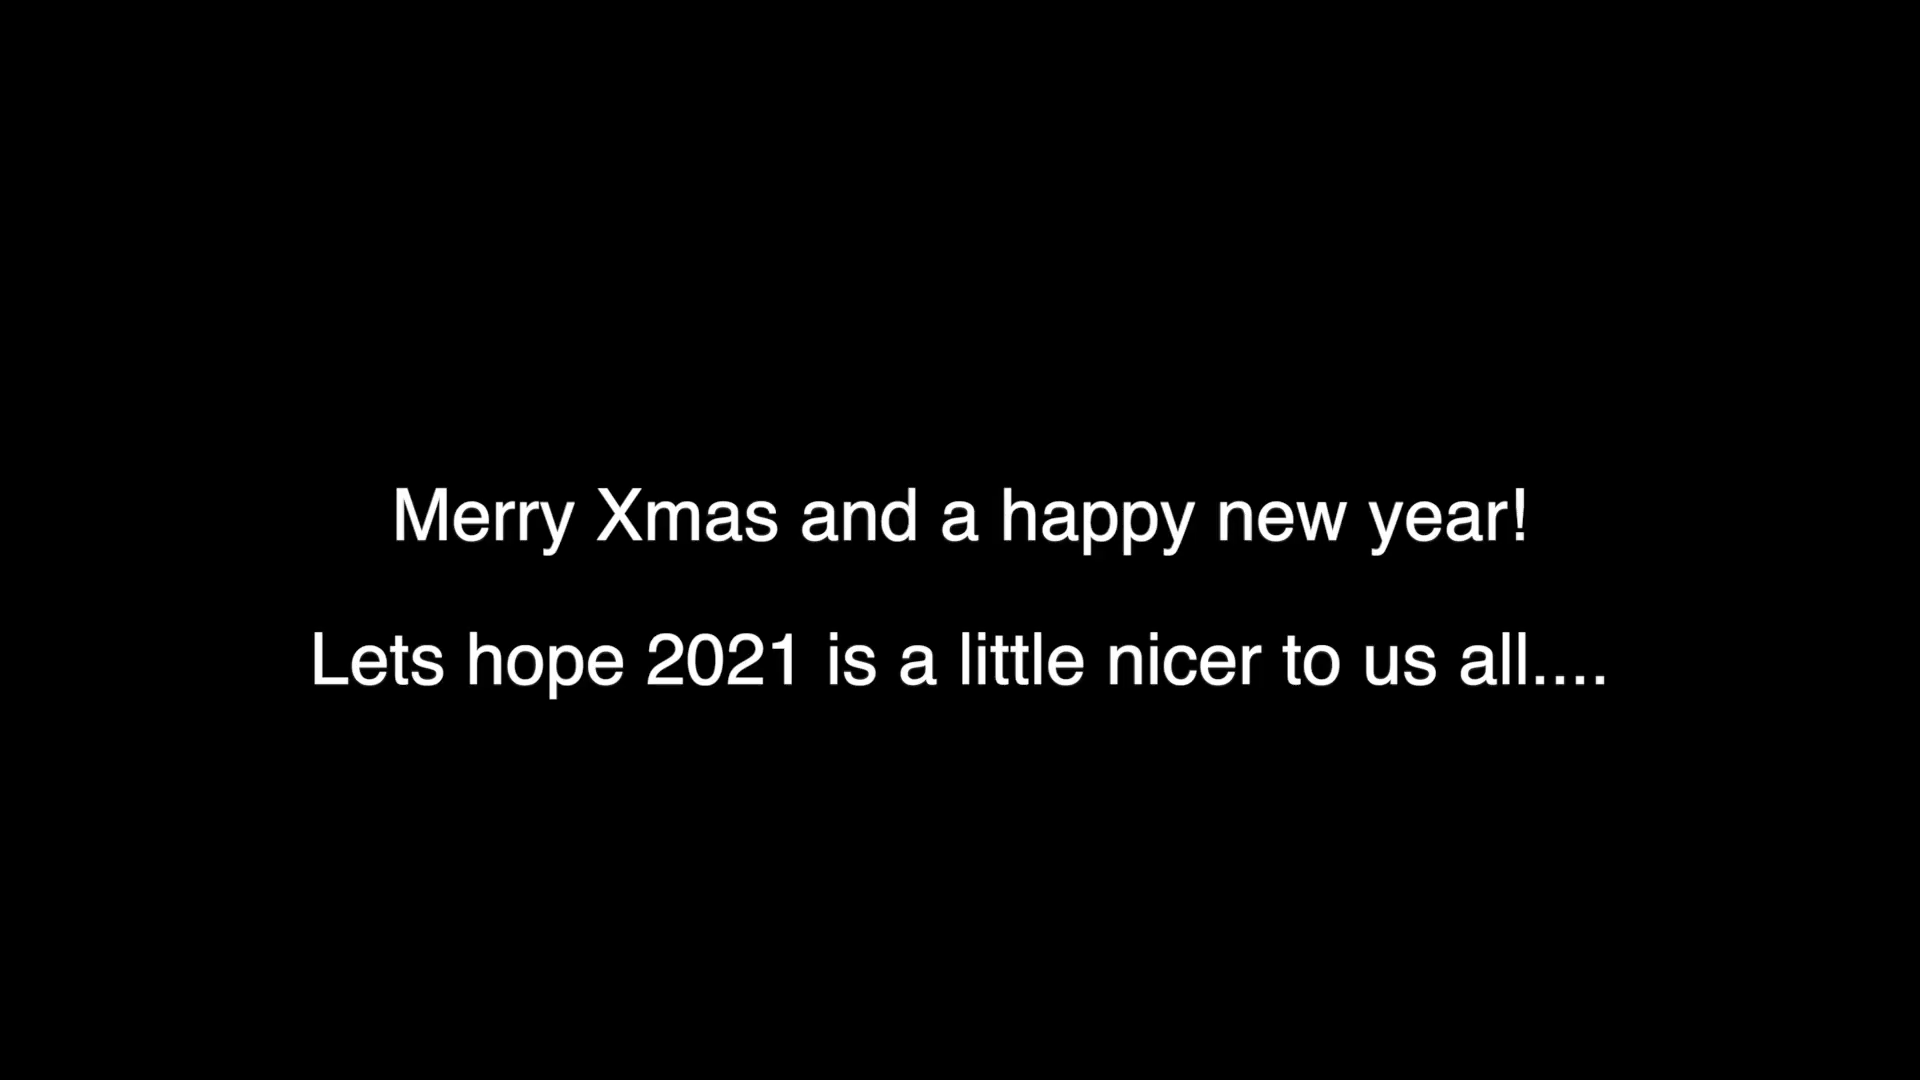 Merry Xmas and a happy new year!
Lets hope 2021 is a little nicer to us all....